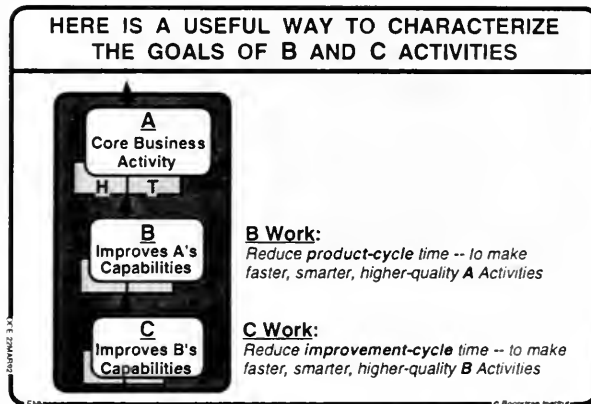 HERE IS A USEFUL WAY TO CHARACTERIZE
THE GOALS OF B AND C ACTIVITIES
A
Core Business
Activity
H T
B
Improves A's
Capabilities
B Work:
Reduce product-cycle time -- to make
faster, smarter, higher-quality A Activities
C
Improves B's
Capabilities
C Work:
Reduce improvement-cycle time -- to make
faster, smarter, higher-quality B Activities
22MAR92